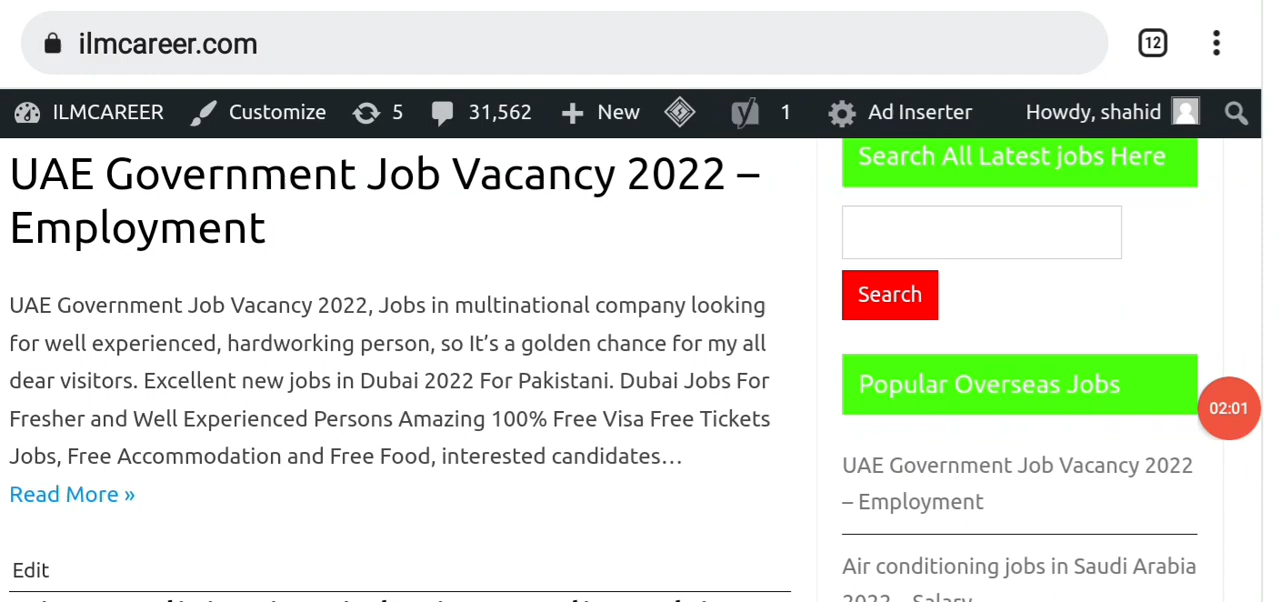 ilmcareer.com
12
ILMCAREER Customize 5 31,562 + New 1 Ad Inserter Howdy, shahid
UAE Government Job Vacancy 2022 –
Employment
UAE Government Job Vacancy 2022, Jobs in multinational company looking
for well experienced, hardworking person, so It’s a golden chance for my all
dear visitors. Excellent new jobs in Dubai 2022 For Pakistani. Dubai Jobs For
Fresher and Well Experienced Persons Amazing 100% Free Visa Free Tickets
Jobs, Free Accommodation and Free Food, interested candidates…
Read More »
Edit
Search All Latest jobs Here
Search
Popular Overseas Jobs
02:01
UAE Government Job Vacancy 2022
– Employment
Air conditioning jobs in Saudi Arabia
2022 – Salary